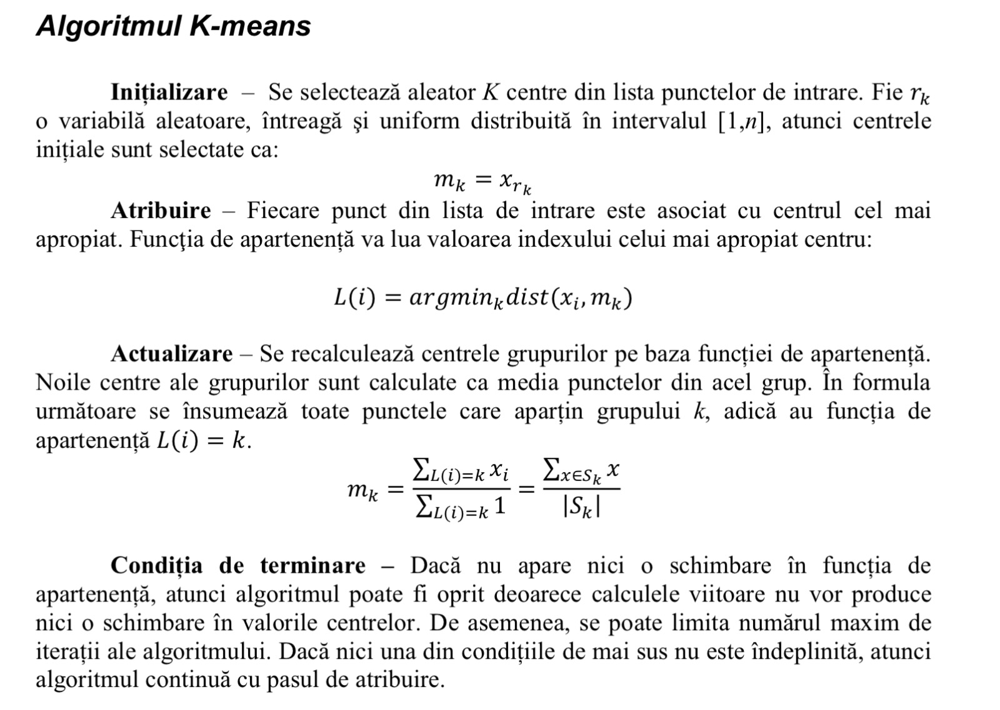 Algoritmul K-means
Inițializare – Se selectează aleator K centre din lista punctelor de intrare. Fie r_k
o variabilă aleatoare, întreagă şi uniform distribuită în intervalul [1,n], atunci centrele
inițiale sunt selectate ca:
m_k = x_{r_k}
Atribuire – Fiecare punct din lista de intrare este asociat cu centrul cel mai
apropiat. Funcţia de apartenență va lua valoarea indexului celui mai apropiat centru:
L(i) = argmin_k dist(x_i, m_k)
Actualizare – Se recalculează centrele grupurilor pe baza funcției de apartenență.
Noile centre ale grupurilor sunt calculate ca media punctelor din acel grup. În formula
următoare se însumează toate punctele care aparțin grupului k, adică au funcția de
apartenență L(i) = k.
m_k = \frac{∑_{L(i)=k} x_i}{∑_{L(i)=k} 1} = \frac{∑_{x∈S_k} x}{|S_k|}
Condiția de terminare – Dacă nu apare nici o schimbare în funcția de
apartenență, atunci algoritmul poate fi oprit deoarece calculele viitoare nu vor produce
nici o schimbare în valorile centrelor. De asemenea, se poate limita numărul maxim de
iterații ale algoritmului. Dacă nici una din condițiile de mai sus nu este îndeplinită, atunci
algoritmul continuă cu pasul de atribuire.